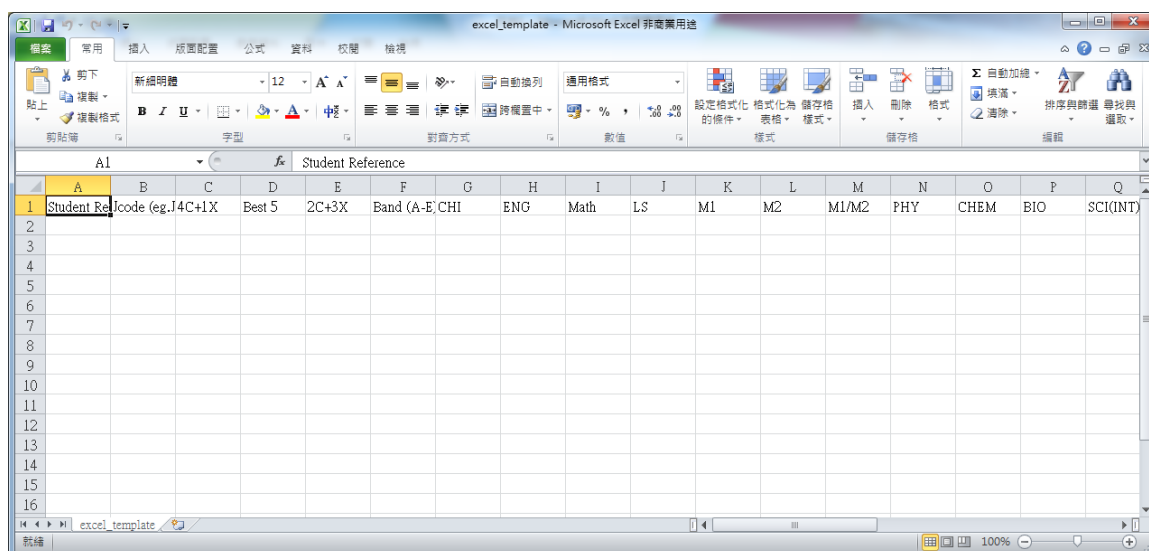 excel_template - Microsoft Excel 非商業用途
檔案 常用 插入 版面配置 公式 資料 校閱 檢視
剪下
複製
複製格式
貼上
剪貼簿
新細明體 12 A A
B I U A 中
字型
自動換列
跨欄置中
對齊方式
通用格式
$ % , .0 .00 .00 .0
數值
設定格式化的條件 格式化為表格 儲存格樣式
樣式
插入 刪除 格式
儲存格
Σ 自動加總
填滿
清除
排序與篩選 尋找與選取
編輯
A1 fx Student Reference
A B C D E F G H I J K L M N O P Q
1 Student Re Jcode (eg.J 4C+1X Best 5 2C+3X Band (A-E) CHI ENG Math LS M1 M2 M1/M2 PHY CHEM BIO SCI(INT)
2
3
4
5
6
7
8
9
10
11
12
13
14
15
16
excel_template
就緒 100%